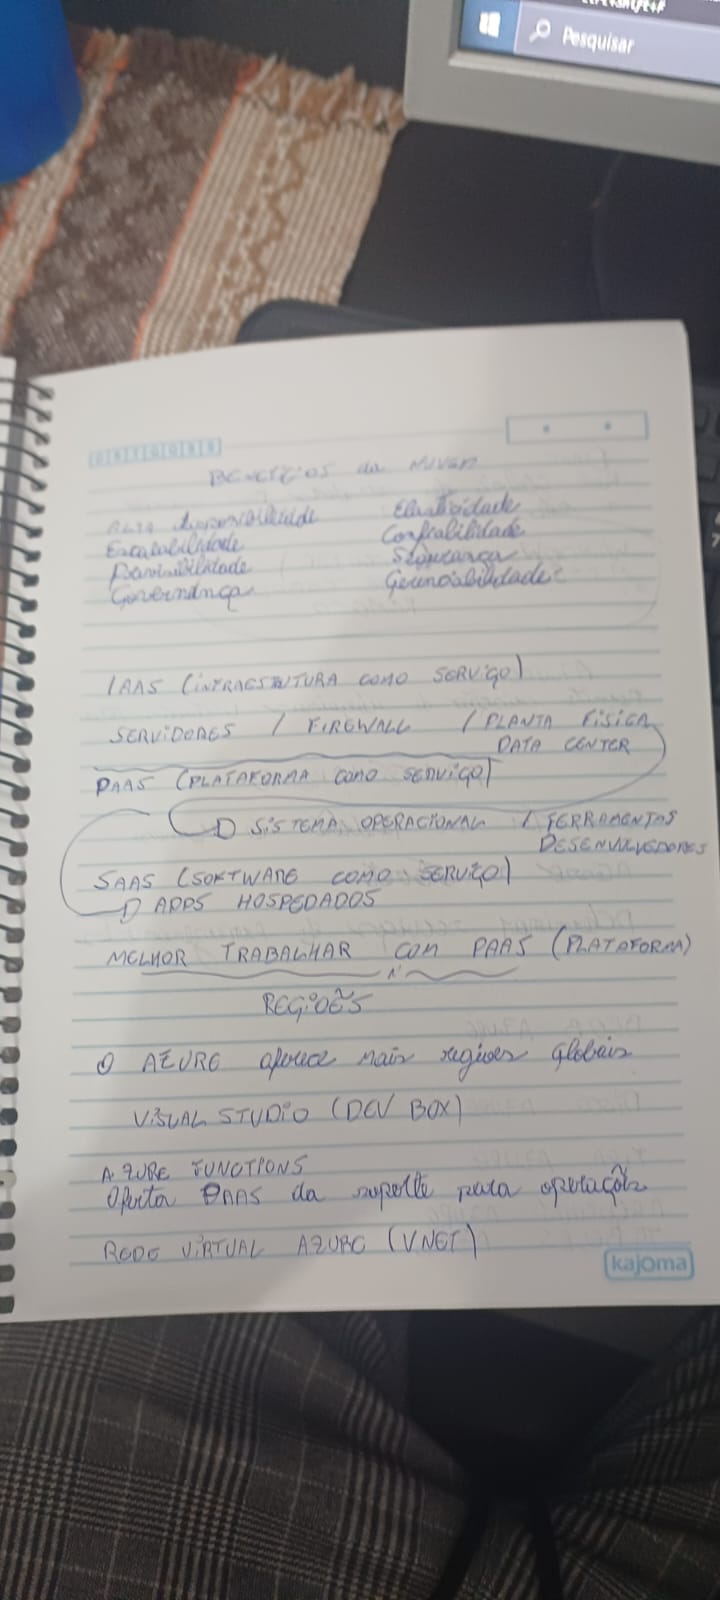 Ctrl+Shift+F
Pesquisar
D S T Q Q S S
BENEFÍCIOS da NUVEM
ALTA disponibilidade Elasticidade
Escalabilidade Confiabilidade
Previsibilidade Segurança
Governança Gerenciabilidade
IAAS (INFRAESTRUTURA COMO SERVIÇO)
SERVIDORES / FIREWALL / PLANTA FÍSICA
DATA CENTER
PAAS (PLATAFORMA COMO SERVIÇO)
SISTEMA OPERACIONAL / FERRAMENTAS
DESENVOLVEDORES
SAAS (SOFTWARE COMO SERVIÇO)
APPS HOSPEDADOS
MELHOR TRABALHAR COM PAAS (PLATAFORMA)
REGIÕES
O AZURE oferece mais regiões Globais
VISUAL STUDIO (DEV BOX)
AZURE FUNCTIONS
Oferta PAAS da suporte para operações
REDE VIRTUAL AZURE (VNET)
kajoma